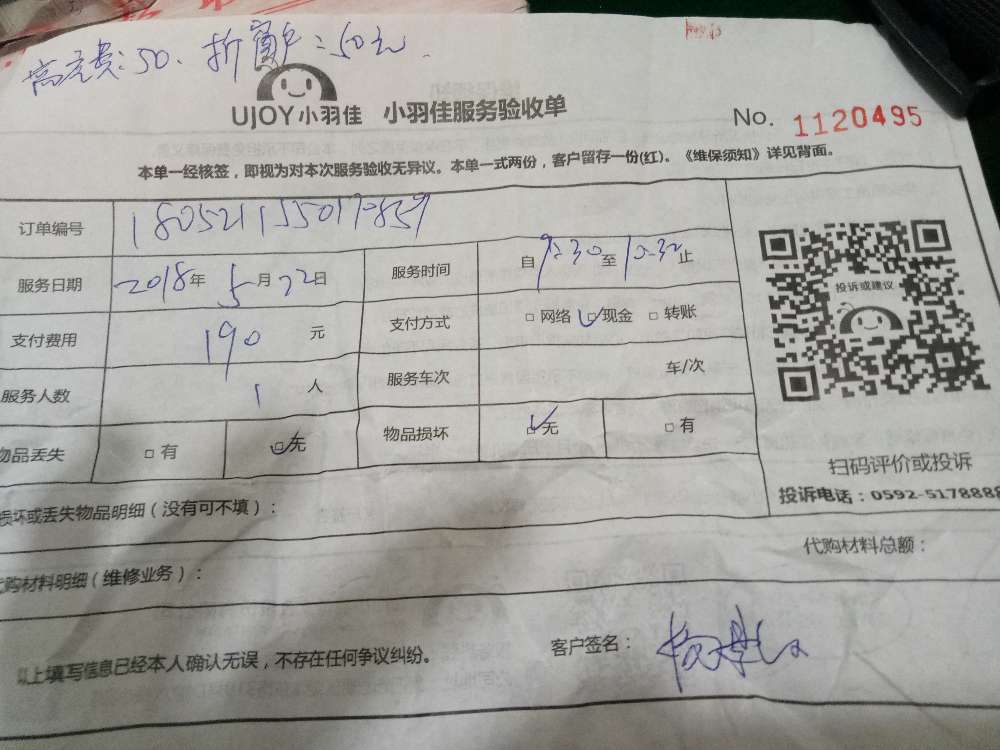 高空费:50. 折窗户:50元.
UJOY小羽佳 小羽佳服务验收单
No. 1120495
本单一经核签，即视为对本次服务验收无异议。本单一式两份，客户留存一份(红)。《维保须知》详见背面。
订单编号 180521155017859
服务日期 2018年 5月22日 服务时间 自9:30至10:30止
支付费用 190 元 支付方式 □网络 ☑现金 □转账
投诉或建议
服务人数 1 人 服务车次 车/次
物品丢失 □有 ☑无 物品损坏 ☑无 □有
扫码评价或投诉
投诉电话：0592-5178888
损坏或丢失物品明细（没有可不填）：
代购材料总额：
代购材料明细（维修业务）：
以上填写信息已经本人确认无误，不存在任何争议纠纷。 客户签名：